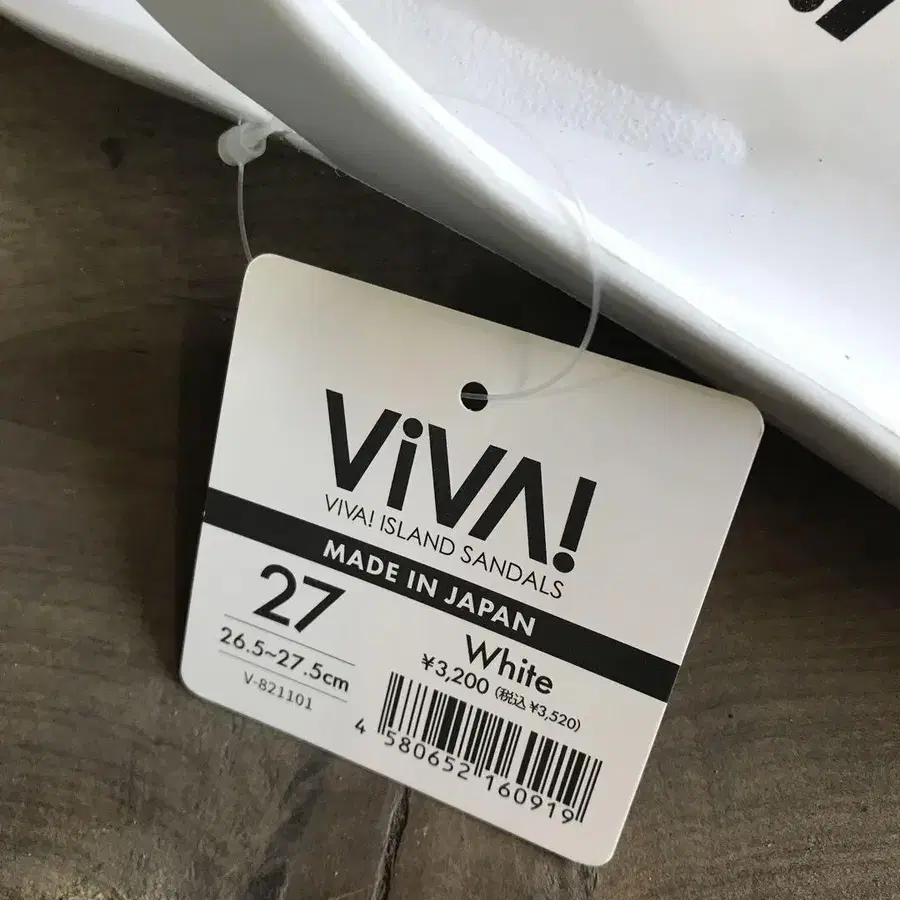 ViVA!
VIVA! ISLAND SANDALS
MADE IN JAPAN
27
26.5~27.5cm
V-821101
White
¥3,200 (税込 ¥3,520)
4 580652 160919